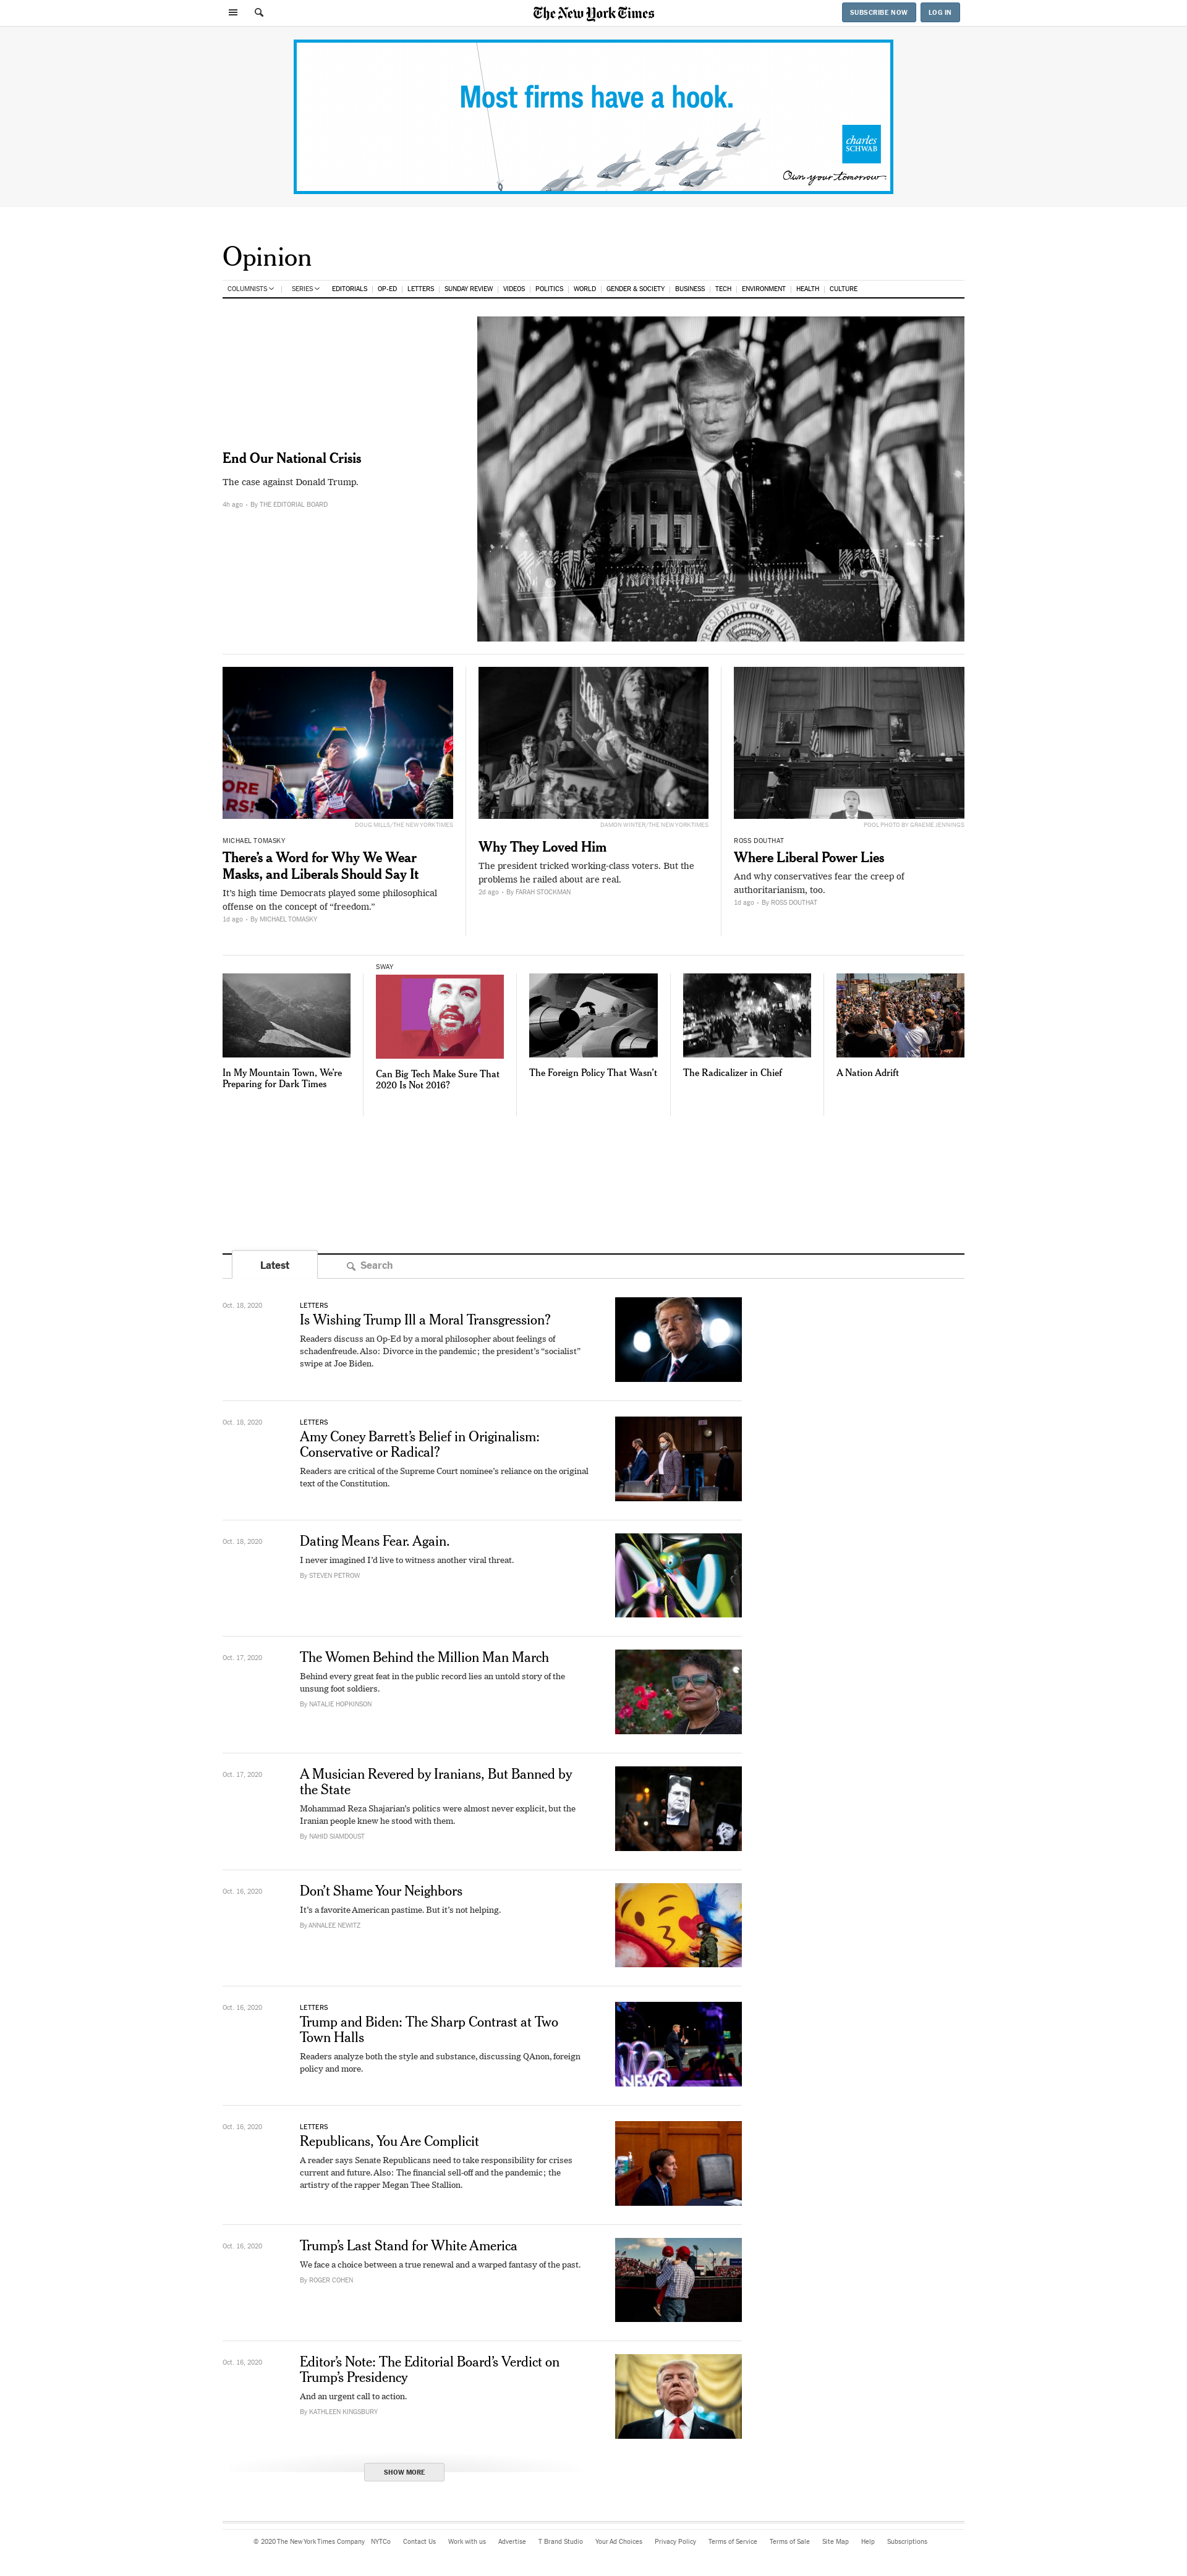 The New York Times
SUBSCRIBE NOW
LOG IN
Most firms have a hook.
charles
SCHWAB
Own your tomorrow
Opinion
COLUMNISTS | SERIES EDITORIALS | OP-ED | LETTERS | SUNDAY REVIEW | VIDEOS | POLITICS | WORLD | GENDER & SOCIETY | BUSINESS | TECH | ENVIRONMENT | HEALTH | CULTURE
End Our National Crisis
The case against Donald Trump.
4h ago • By THE EDITORIAL BOARD
DOUG MILLS/THE NEW YORK TIMES
MICHAEL TOMASKY
There’s a Word for Why We Wear
Masks, and Liberals Should Say It
It’s high time Democrats played some philosophical
offense on the concept of “freedom.”
1d ago • By MICHAEL TOMASKY
DAMON WINTER/THE NEW YORK TIMES
Why They Loved Him
The president tricked working-class voters. But the
problems he railed about are real.
2d ago • By FARAH STOCKMAN
POOL PHOTO BY GRAEME JENNINGS
ROSS DOUTHAT
Where Liberal Power Lies
And why conservatives fear the creep of
authoritarianism, too.
1d ago • By ROSS DOUTHAT
In My Mountain Town, We’re
Preparing for Dark Times
SWAY
Can Big Tech Make Sure That
2020 Is Not 2016?
The Foreign Policy That Wasn’t
The Radicalizer in Chief
A Nation Adrift
Latest
Search
Oct. 18, 2020
LETTERS
Is Wishing Trump Ill a Moral Transgression?
Readers discuss an Op-Ed by a moral philosopher about feelings of
schadenfreude. Also: Divorce in the pandemic; the president’s “socialist”
swipe at Joe Biden.
Oct. 18, 2020
LETTERS
Amy Coney Barrett’s Belief in Originalism:
Conservative or Radical?
Readers are critical of the Supreme Court nominee’s reliance on the original
text of the Constitution.
Oct. 18, 2020
Dating Means Fear. Again.
I never imagined I’d live to witness another viral threat.
By STEVEN PETROW
Oct. 17, 2020
The Women Behind the Million Man March
Behind every great feat in the public record lies an untold story of the
unsung foot soldiers.
By NATALIE HOPKINSON
Oct. 17, 2020
A Musician Revered by Iranians, But Banned by
the State
Mohammad Reza Shajarian’s politics were almost never explicit, but the
Iranian people knew he stood with them.
By NAHID SIAMDOUST
Oct. 16, 2020
Don’t Shame Your Neighbors
It’s a favorite American pastime. But it’s not helping.
By ANNALEE NEWITZ
Oct. 16, 2020
LETTERS
Trump and Biden: The Sharp Contrast at Two
Town Halls
Readers analyze both the style and substance, discussing QAnon, foreign
policy and more.
NEWS
Oct. 16, 2020
LETTERS
Republicans, You Are Complicit
A reader says Senate Republicans need to take responsibility for crises
current and future. Also: The financial sell-off and the pandemic; the
artistry of the rapper Megan Thee Stallion.
Oct. 16, 2020
Trump’s Last Stand for White America
We face a choice between a true renewal and a warped fantasy of the past.
By ROGER COHEN
Oct. 16, 2020
Editor’s Note: The Editorial Board’s Verdict on
Trump’s Presidency
And an urgent call to action.
By KATHLEEN KINGSBURY
SHOW MORE
© 2020 The New York Times Company NYTCo Contact Us Work with us Advertise T Brand Studio Your Ad Choices Privacy Policy Terms of Service Terms of Sale Site Map Help Subscriptions